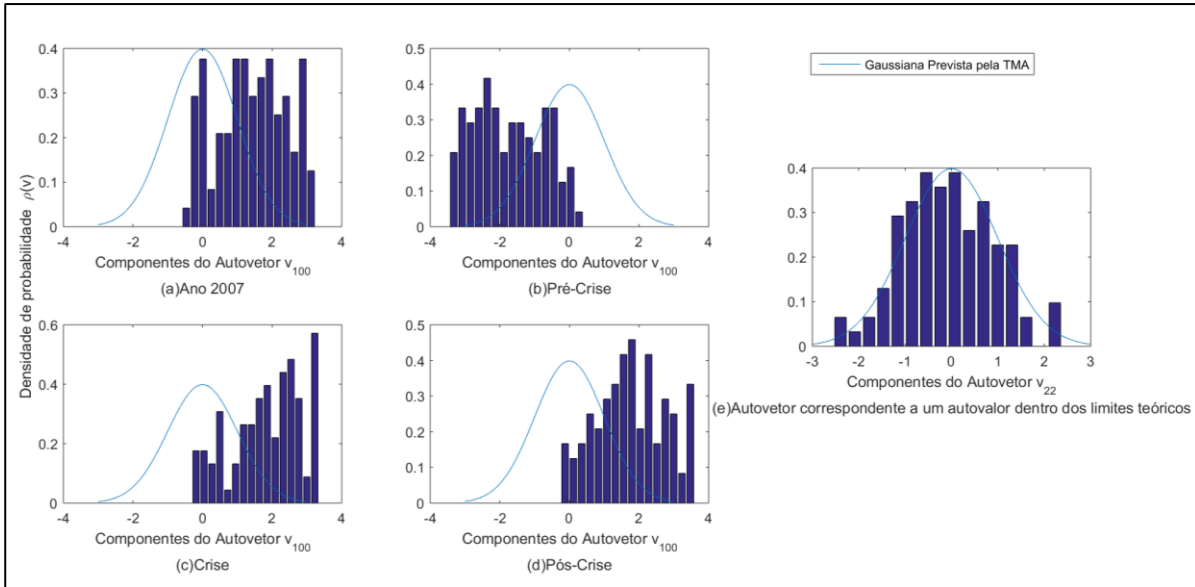 Densidade de probabilidade ρ(v)
0.4
0.3
0.2
0.1
0
-4 -2 0 2 4
Componentes do Autovetor v100
(a)Ano 2007
0.5
0.4
0.3
0.2
0.1
0
-4 -2 0 2 4
Componentes do Autovetor v100
(b)Pré-Crise
0.6
0.4
0.2
0
-4 -2 0 2 4
Componentes do Autovetor v100
(c)Crise
0.5
0.4
0.3
0.2
0.1
0
-4 -2 0 2 4
Componentes do Autovetor v100
(d)Pós-Crise
Gaussiana Prevista pela TMA
0.4
0.3
0.2
0.1
0
-3 -2 -1 0 1 2 3
Componentes do Autovetor v22
(e)Autovetor correspondente a um autovalor dentro dos limites teóricos